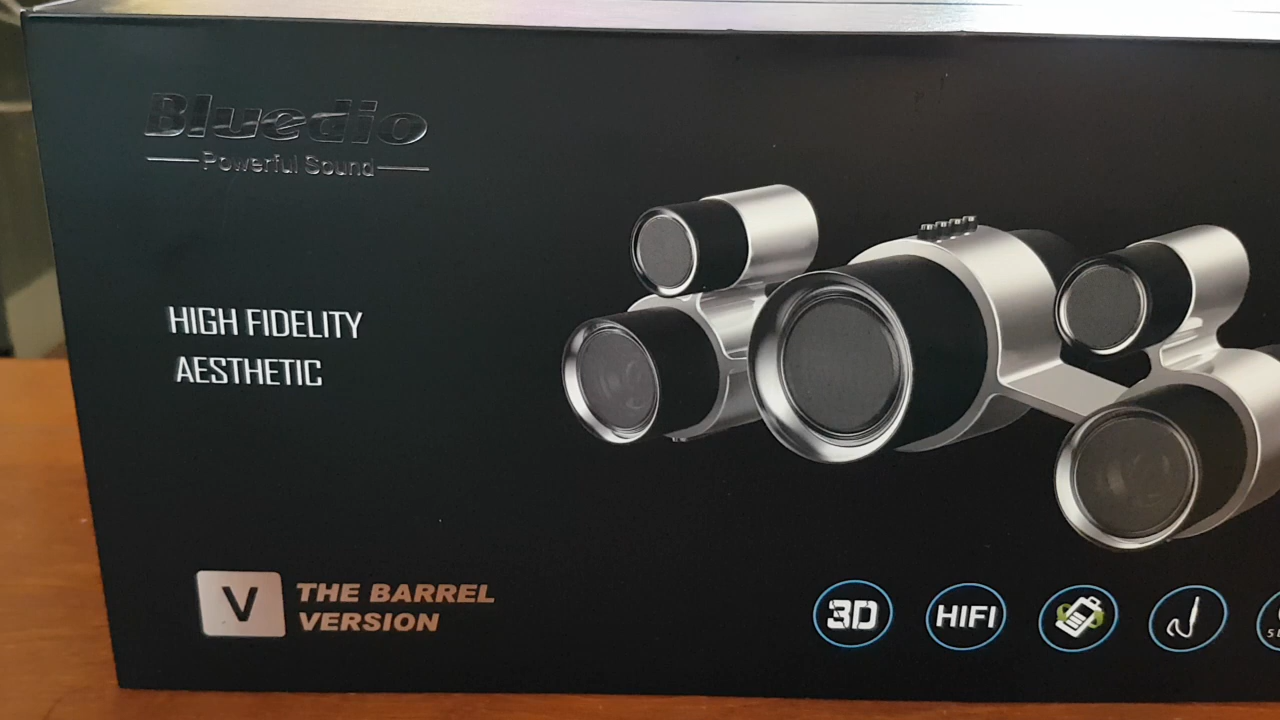 Bluedio
Powerful Sound
HIGH FIDELITY
AESTHETIC
V
THE BARREL
VERSION
3D
HIFI